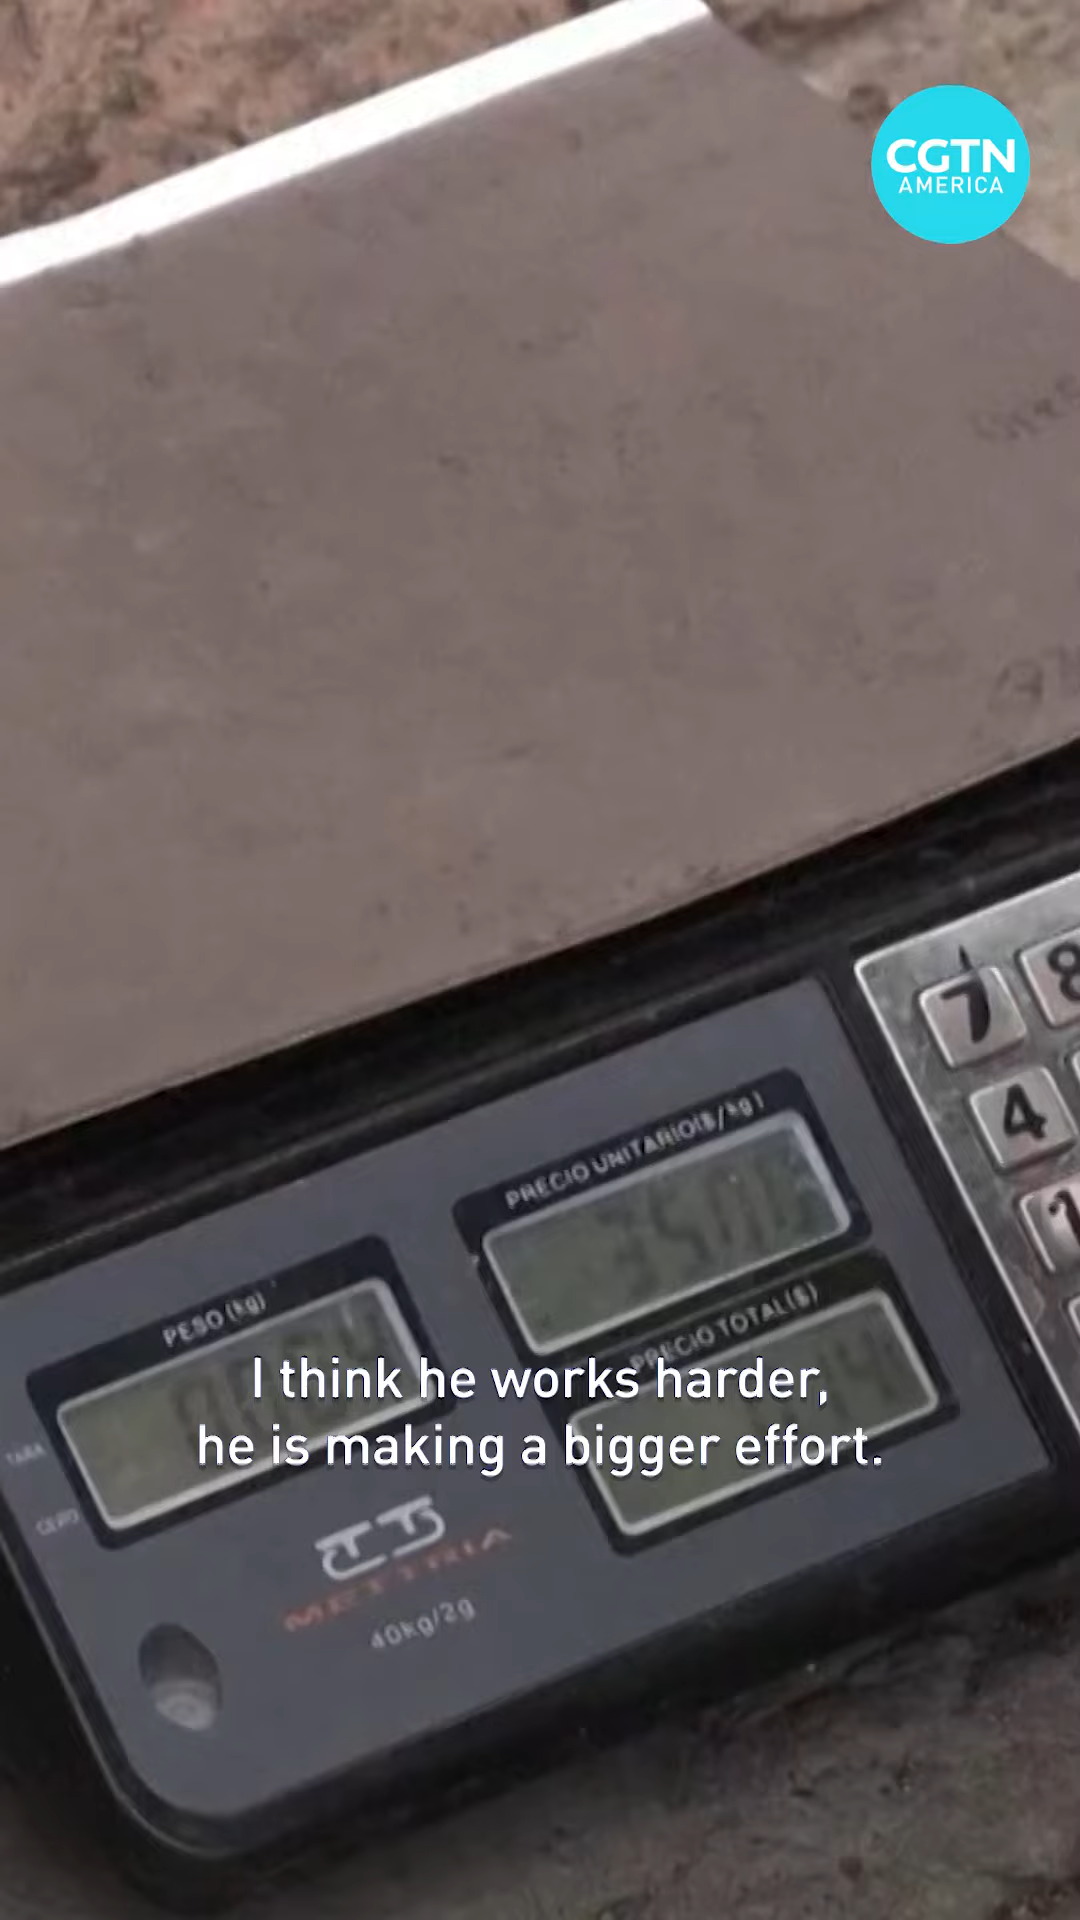 CGTN
AMERICA
7
8
4
1
PRECIO UNITARIO($/kg)
PESO (kg)
PRECIO TOTAL($)
I think he works harder,
he is making a bigger effort.
TARA
CERO
METTRIA
40kg/2g